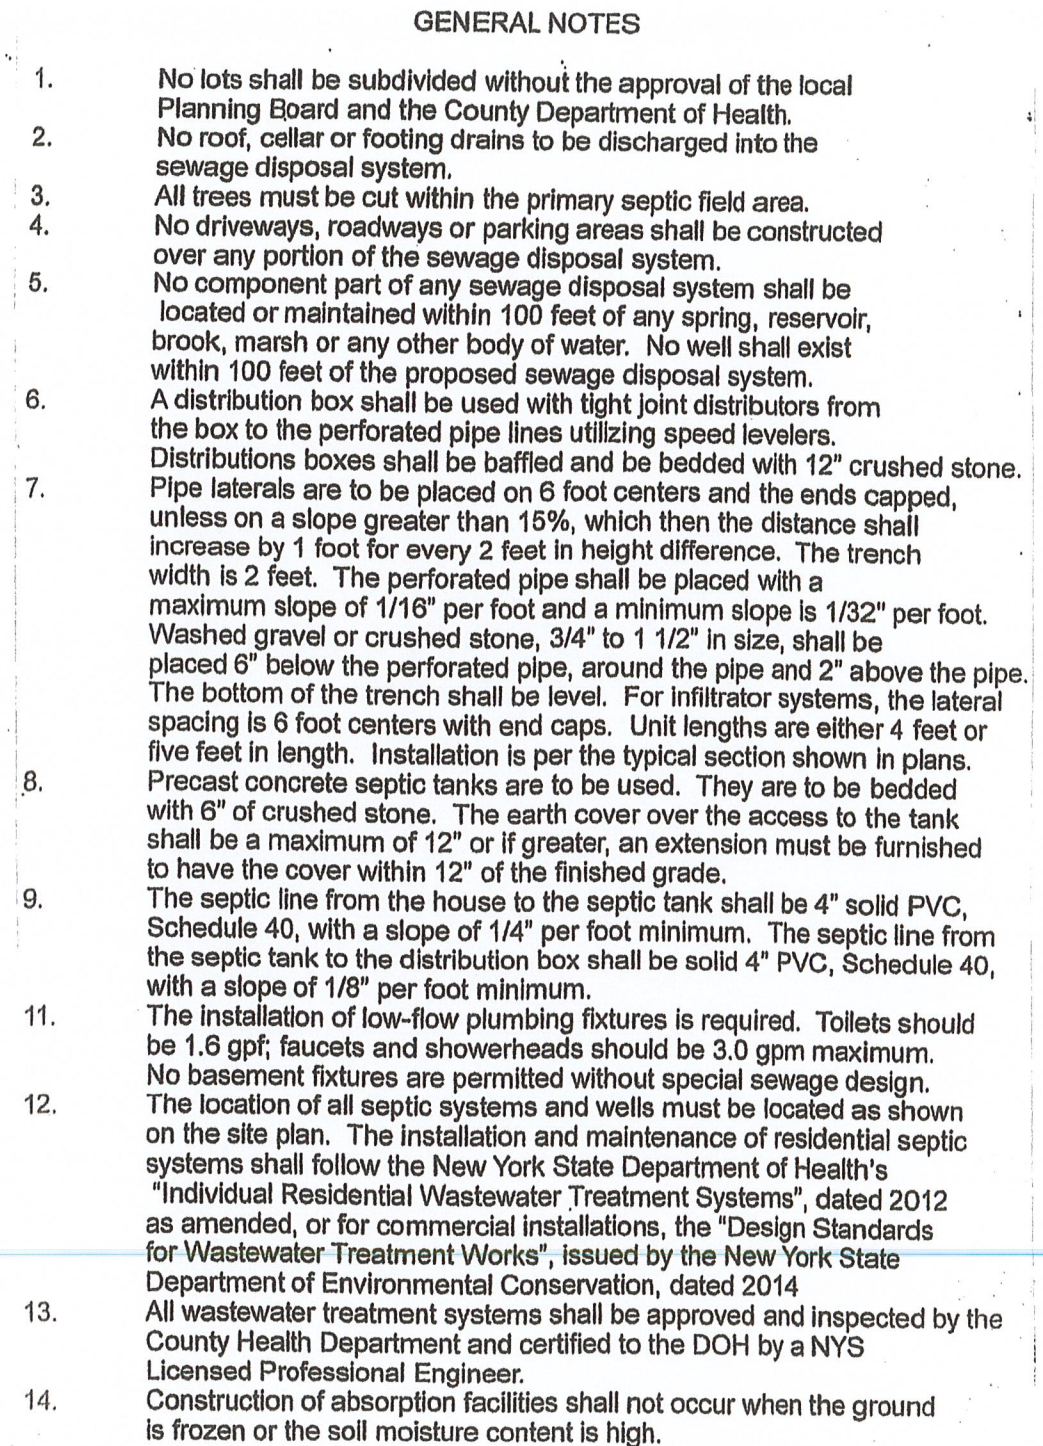 GENERAL NOTES
1. No lots shall be subdivided without the approval of the local
Planning Board and the County Department of Health.
2. No roof, cellar or footing drains to be discharged into the
sewage disposal system.
3. All trees must be cut within the primary septic field area.
4. No driveways, roadways or parking areas shall be constructed
over any portion of the sewage disposal system.
5. No component part of any sewage disposal system shall be
located or maintained within 100 feet of any spring, reservoir,
brook, marsh or any other body of water. No well shall exist
within 100 feet of the proposed sewage disposal system.
6. A distribution box shall be used with tight joint distributors from
the box to the perforated pipe lines utilizing speed levelers.
Distributions boxes shall be baffled and be bedded with 12" crushed stone.
7. Pipe laterals are to be placed on 6 foot centers and the ends capped,
unless on a slope greater than 15%, which then the distance shall
increase by 1 foot for every 2 feet in height difference. The trench
width is 2 feet. The perforated pipe shall be placed with a
maximum slope of 1/16" per foot and a minimum slope is 1/32" per foot.
Washed gravel or crushed stone, 3/4" to 1 1/2" in size, shall be
placed 6" below the perforated pipe, around the pipe and 2" above the pipe.
The bottom of the trench shall be level. For infiltrator systems, the lateral
spacing is 6 foot centers with end caps. Unit lengths are either 4 feet or
five feet in length. Installation is per the typical section shown in plans.
8. Precast concrete septic tanks are to be used. They are to be bedded
with 6" of crushed stone. The earth cover over the access to the tank
shall be a maximum of 12" or if greater, an extension must be furnished
to have the cover within 12" of the finished grade.
9. The septic line from the house to the septic tank shall be 4" solid PVC,
Schedule 40, with a slope of 1/4" per foot minimum. The septic line from
the septic tank to the distribution box shall be solid 4" PVC, Schedule 40,
with a slope of 1/8" per foot minimum.
11. The installation of low-flow plumbing fixtures is required. Toilets should
be 1.6 gpf; faucets and showerheads should be 3.0 gpm maximum.
No basement fixtures are permitted without special sewage design.
12. The location of all septic systems and wells must be located as shown
on the site plan. The installation and maintenance of residential septic
systems shall follow the New York State Department of Health's
"Individual Residential Wastewater Treatment Systems", dated 2012
as amended, or for commercial installations, the "Design Standards
for Wastewater Treatment Works", issued by the New York State
Department of Environmental Conservation, dated 2014
13. All wastewater treatment systems shall be approved and inspected by the
County Health Department and certified to the DOH by a NYS
Licensed Professional Engineer.
14. Construction of absorption facilities shall not occur when the ground
is frozen or the soil moisture content is high.